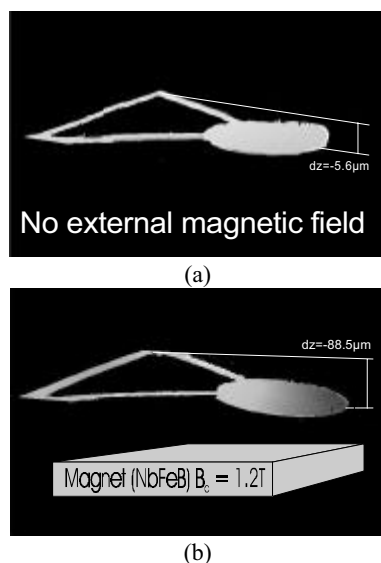 dz=-5.6µm
No external magnetic field
(a)
dz=-88.5µm
Magnet (NbFeB) Bc = 1.2T
(b)